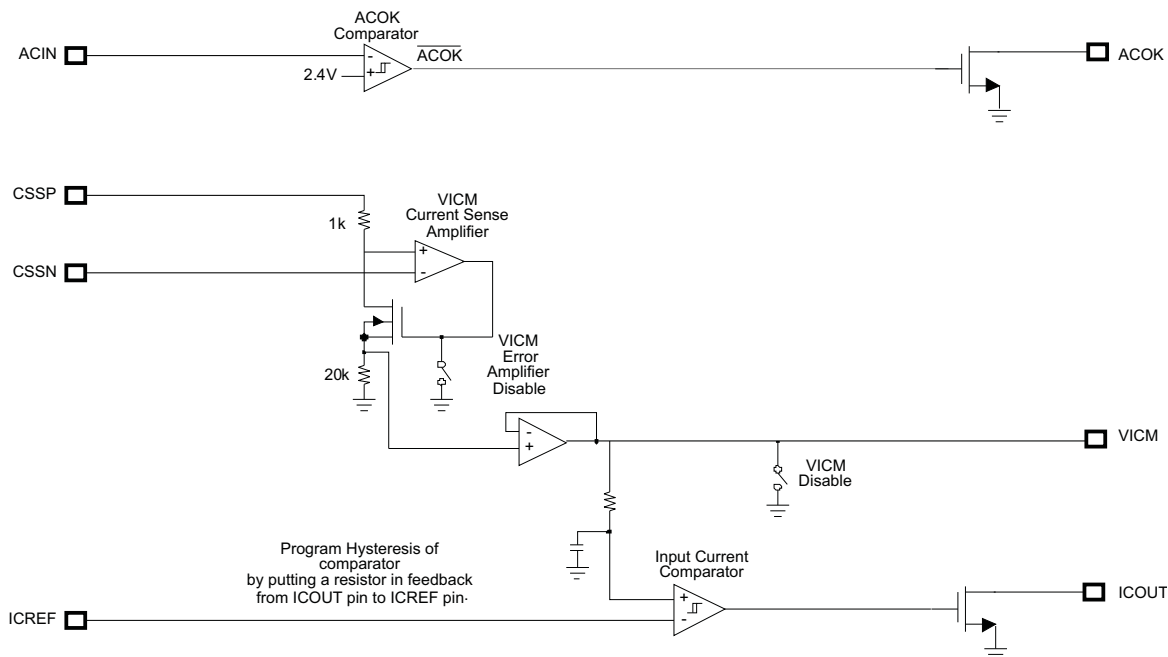 ACOK
Comparator
ACIN
-
+
2.4V
ACOK
ACOK
CSSP
1k
VICM
Current Sense
Amplifier
+
-
CSSN
VICM
Error
Amplifier
Disable
20k
-
+
VICM
VICM
Disable
Program Hysteresis of
comparator
by putting a resistor in feedback
from ICOUT pin to ICREF pin.
Input Current
Comparator
+
-
ICOUT
ICREF